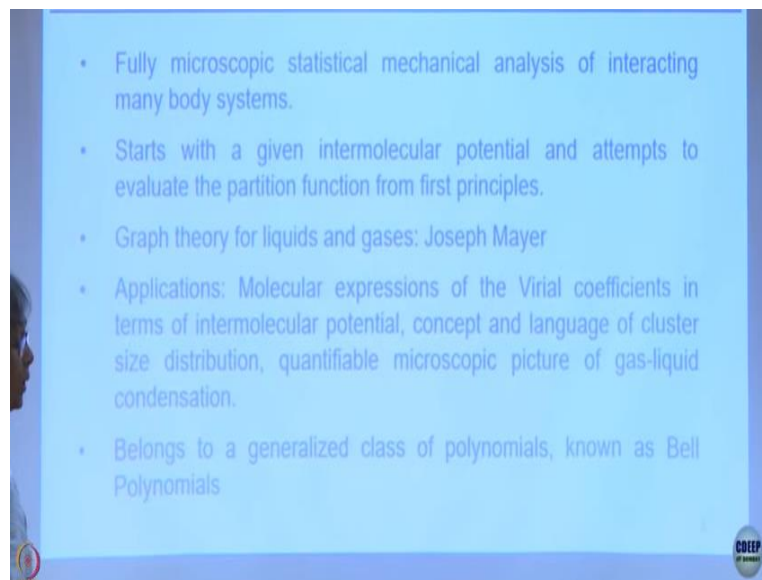 • Fully microscopic statistical mechanical analysis of interacting
many body systems.
• Starts with a given intermolecular potential and attempts to
evaluate the partition function from first principles.
• Graph theory for liquids and gases: Joseph Mayer
• Applications: Molecular expressions of the Virial coefficients in
terms of intermolecular potential, concept and language of cluster
size distribution, quantifiable microscopic picture of gas-liquid
condensation.
• Belongs to a generalized class of polynomials, known as Bell
Polynomials
CDEEP